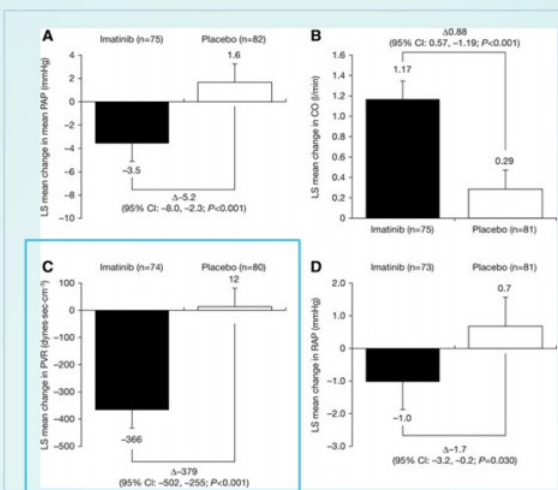 A
Imatinib (n=75)
Placebo (n=82)
LS mean change in mean PAP (mmHg)
4
2
0
−2
−4
−6
−8
−10
1.6
−3.5
Δ−5.2
(95% CI: −8.0, −2.3; P<0.001)
B
Δ0.88
(95% CI: 0.57, −1.19; P<0.001)
LS mean change in CO (l/min)
1.6
1.4
1.2
1.0
0.8
0.6
0.4
0.2
0
1.17
0.29
Imatinib (n=75)
Placebo (n=81)
C
Imatinib (n=74)
Placebo (n=80)
LS mean change in PVR (dynes·sec·cm⁻⁵)
100
0
−100
−200
−300
−400
−500
12
−366
Δ−379
(95% CI: −502, −255; P<0.001)
D
Imatinib (n=73)
Placebo (n=81)
LS mean change in RAP (mmHg)
2.0
1.0
0
−1.0
−2.0
−3.0
0.7
−1.0
Δ−1.7
(95% CI: −3.2, −0.2; P=0.030)